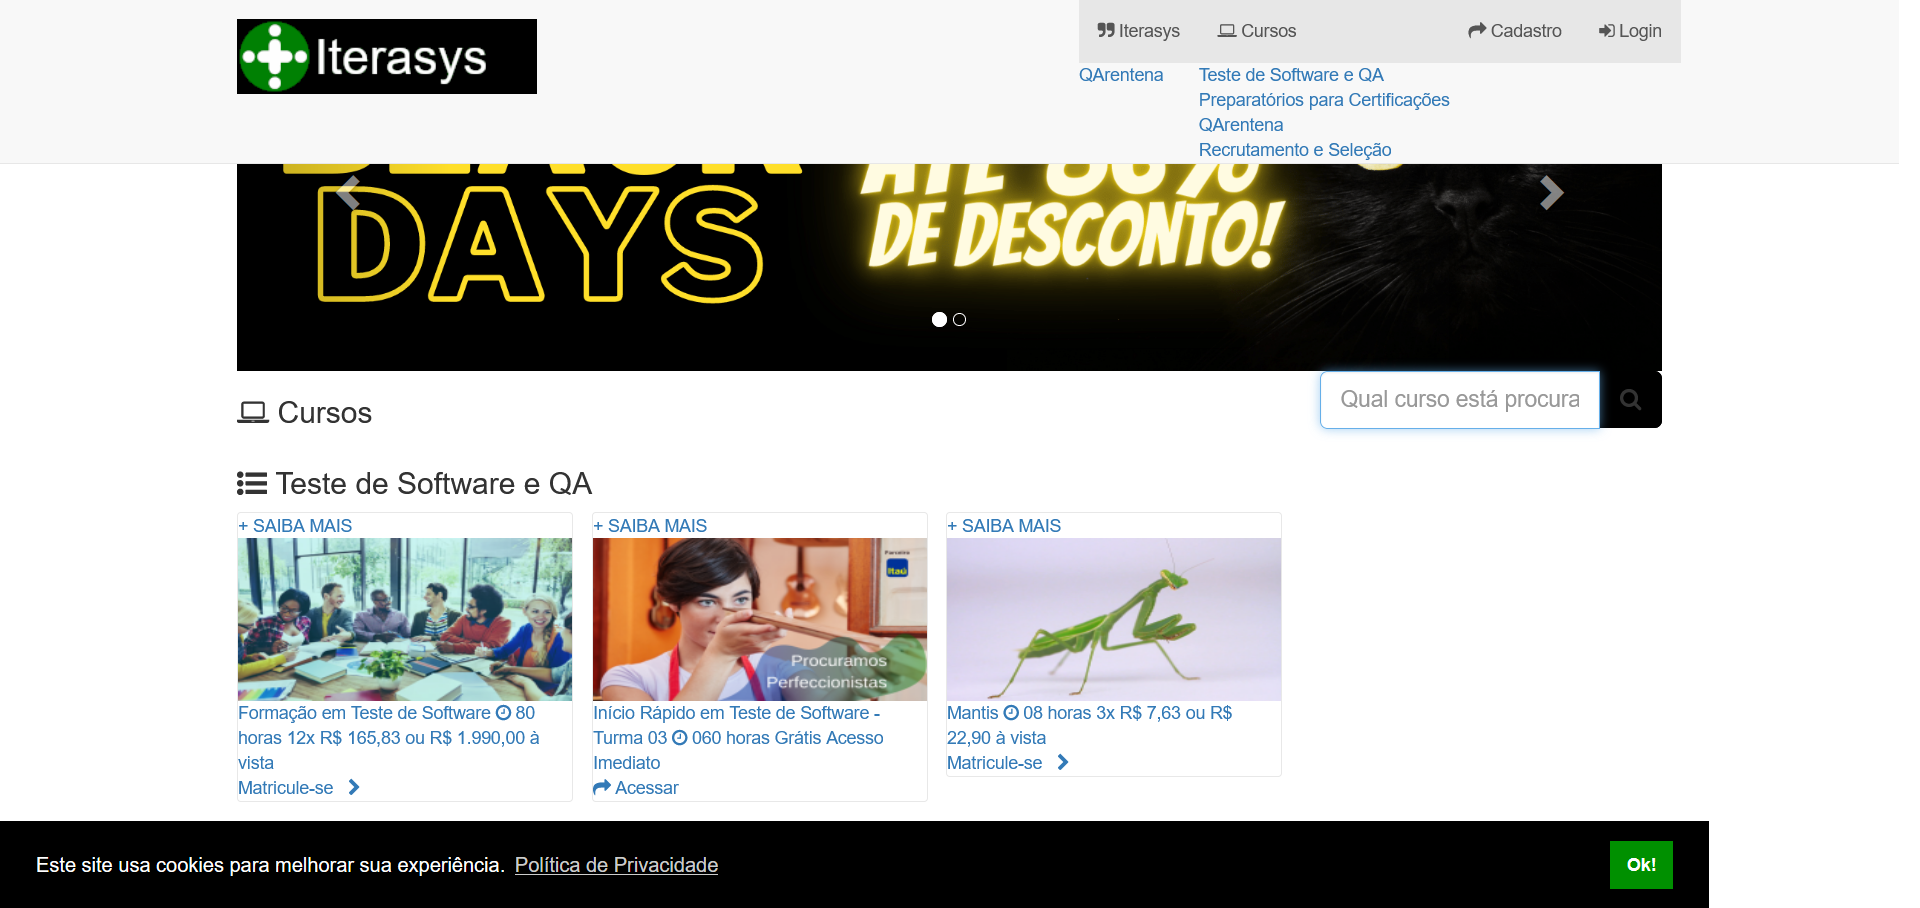 Iterasys
Iterasys
Cursos
Cadastro
Login
QArentena
Teste de Software e QA
Preparatórios para Certificações
QArentena
Recrutamento e Seleção
DAYS
DE DESCONTO!
Cursos
Qual curso está procura
Teste de Software e QA
+ SAIBA MAIS
Formação em Teste de Software 80
horas 12x R$ 165,83 ou R$ 1.990,00 à
vista
Matricule-se
+ SAIBA MAIS
Parceira
Itaú
Procuramos
Perfeccionistas
Início Rápido em Teste de Software -
Turma 03 060 horas Grátis Acesso
Imediato
Acessar
+ SAIBA MAIS
Mantis 08 horas 3x R$ 7,63 ou R$
22,90 à vista
Matricule-se
Este site usa cookies para melhorar sua experiência. Política de Privacidade
Ok!